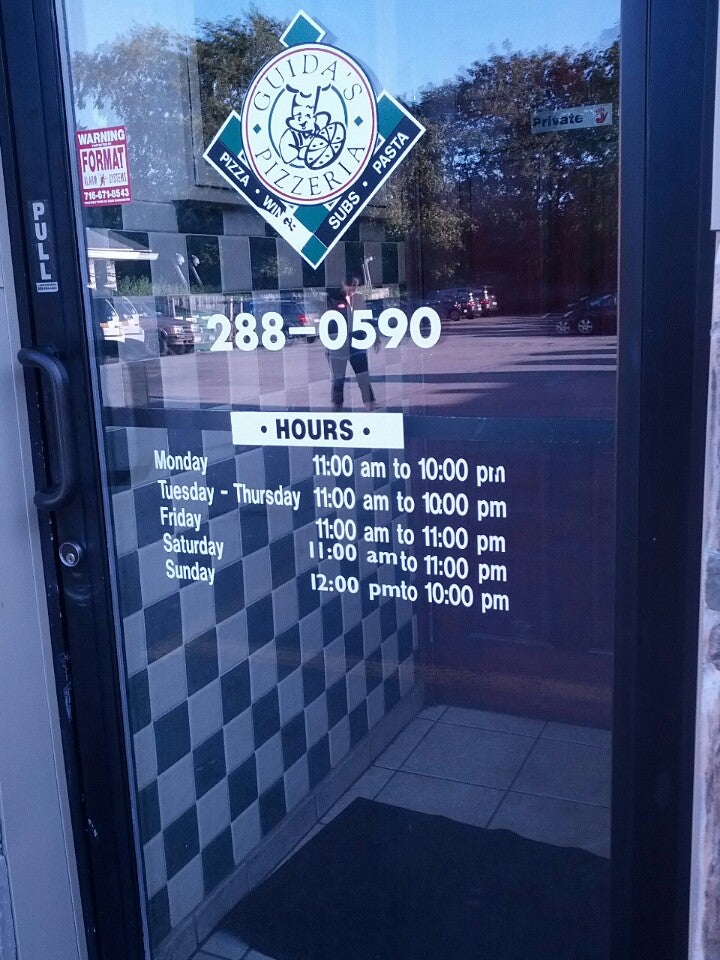 GUIDA'S
PIZZERIA
PIZZA • WINGS
SUBS • PASTA
Private
WARNING
FORMAT
ALARM SYSTEMS
716-671-8543
PULL
288-0590
• HOURS •
Monday 11:00 am to 10:00 pm
Tuesday - Thursday 11:00 am to 10:00 pm
Friday 11:00 am to 11:00 pm
Saturday 11:00 am to 11:00 pm
Sunday 12:00 pm to 10:00 pm